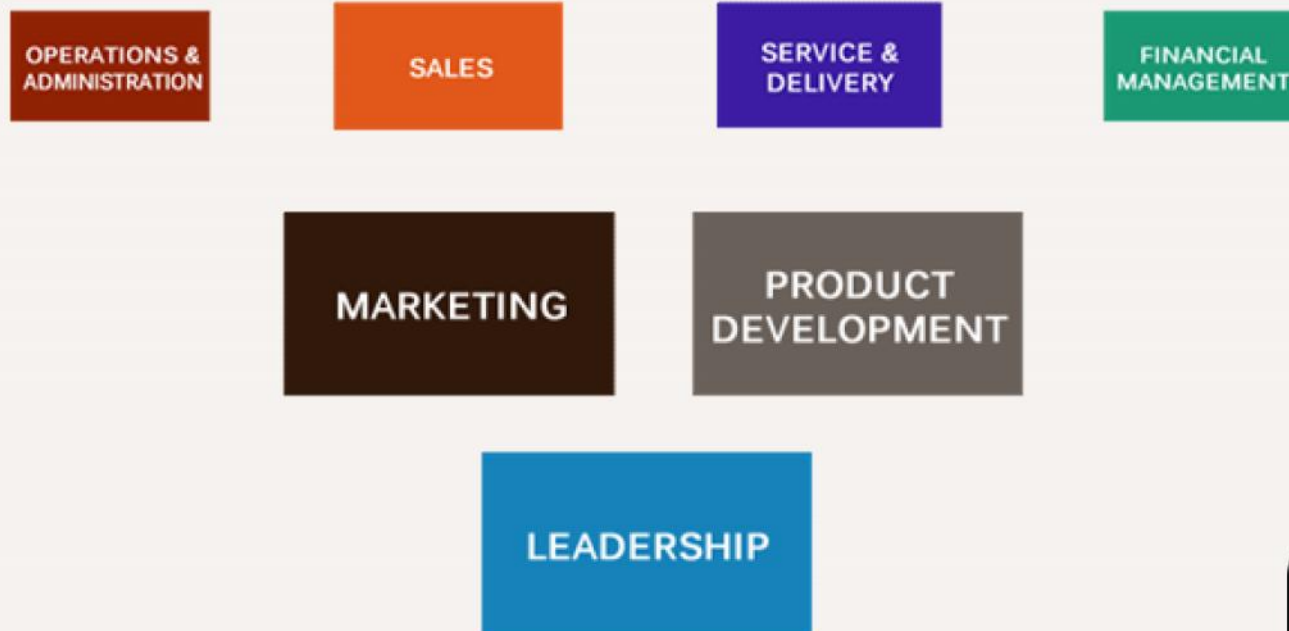 OPERATIONS &
ADMINISTRATION
SALES
SERVICE &
DELIVERY
FINANCIAL
MANAGEMENT
MARKETING
PRODUCT
DEVELOPMENT
LEADERSHIP